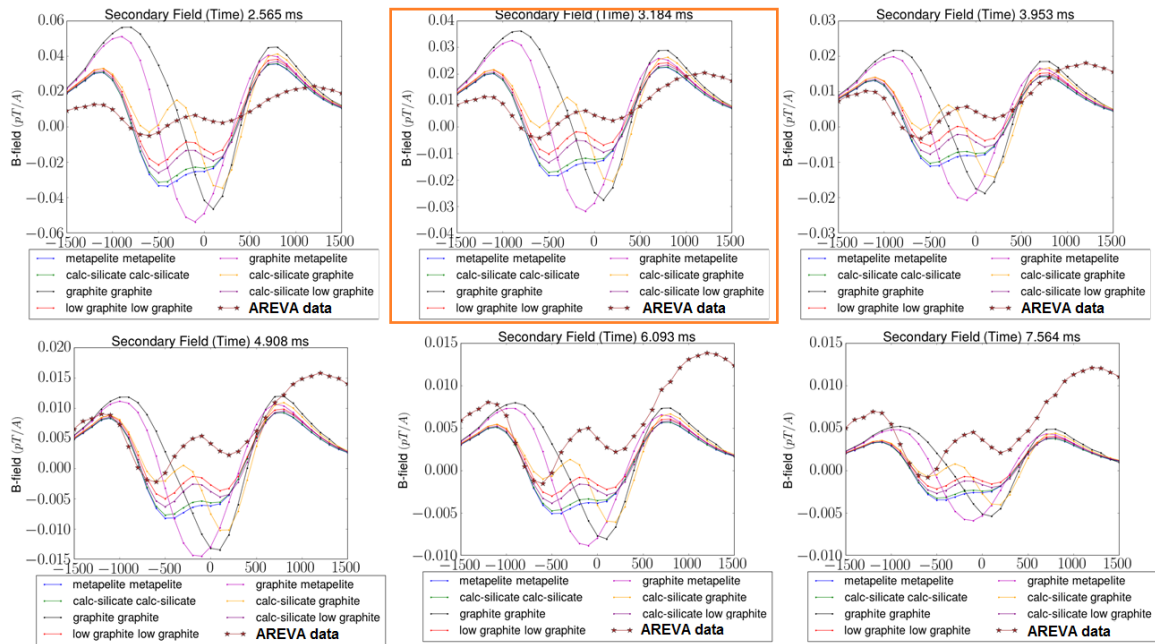 Secondary Field (Time) 2.565 ms
0.06
0.04
0.02
0.00
−0.02
−0.04
−0.06
B-field (pT/A)
−1500 −1000 −500 0 500 1000 1500
metapelite metapelite graphite metapelite
calc-silicate calc-silicate calc-silicate graphite
graphite graphite calc-silicate low graphite
low graphite low graphite AREVA data
Secondary Field (Time) 3.184 ms
0.04
0.03
0.02
0.01
0.00
−0.01
−0.02
−0.03
−0.04
B-field (pT/A)
−1500 −1000 −500 0 500 1000 1500
metapelite metapelite graphite metapelite
calc-silicate calc-silicate calc-silicate graphite
graphite graphite calc-silicate low graphite
low graphite low graphite AREVA data
Secondary Field (Time) 3.953 ms
0.03
0.02
0.01
0.00
−0.01
−0.02
−0.03
B-field (pT/A)
−1500 −1000 −500 0 500 1000 1500
metapelite metapelite graphite metapelite
calc-silicate calc-silicate calc-silicate graphite
graphite graphite calc-silicate low graphite
low graphite low graphite AREVA data
Secondary Field (Time) 4.908 ms
0.020
0.015
0.010
0.005
0.000
−0.005
−0.010
−0.015
B-field (pT/A)
−1500 −1000 −500 0 500 1000 1500
metapelite metapelite graphite metapelite
calc-silicate calc-silicate calc-silicate graphite
graphite graphite calc-silicate low graphite
low graphite low graphite AREVA data
Secondary Field (Time) 6.093 ms
0.015
0.010
0.005
0.000
−0.005
−0.010
B-field (pT/A)
−1500 −1000 −500 0 500 1000 1500
metapelite metapelite graphite metapelite
calc-silicate calc-silicate calc-silicate graphite
graphite graphite calc-silicate low graphite
low graphite low graphite AREVA data
Secondary Field (Time) 7.564 ms
0.015
0.010
0.005
0.000
−0.005
−0.010
B-field (pT/A)
−1500 −1000 −500 0 500 1000 1500
metapelite metapelite graphite metapelite
calc-silicate calc-silicate calc-silicate graphite
graphite graphite calc-silicate low graphite
low graphite low graphite AREVA data